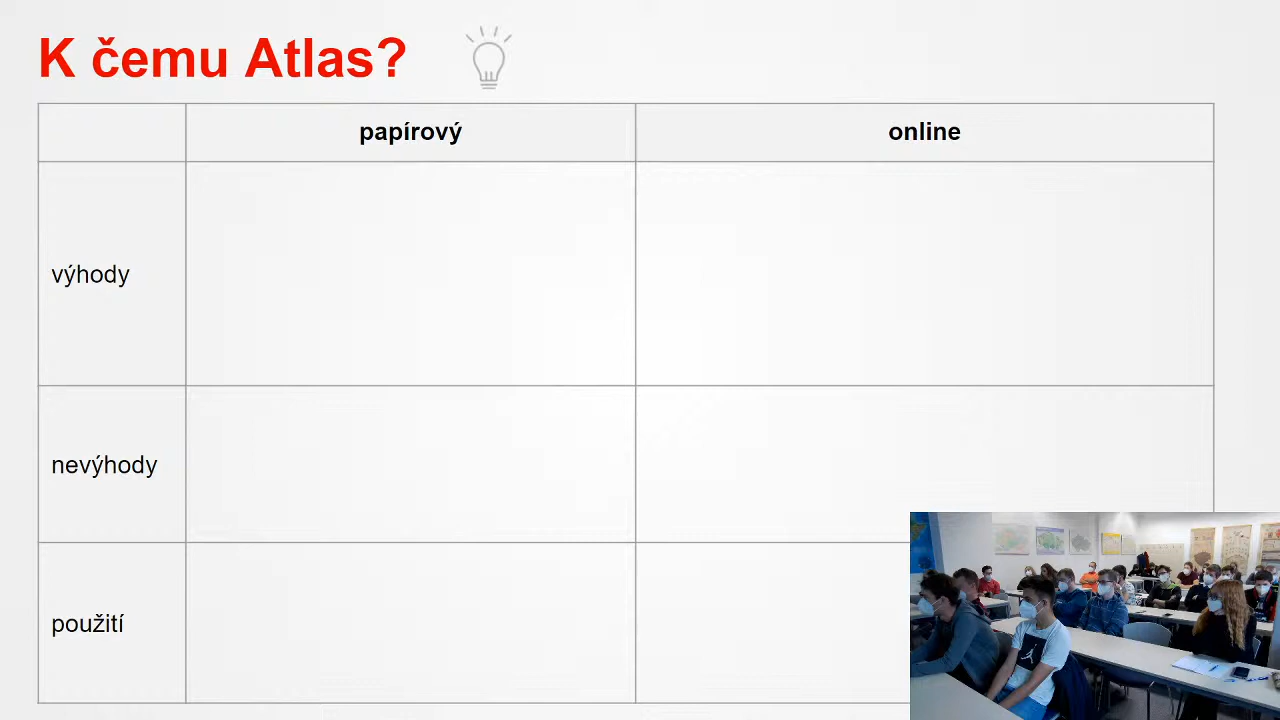 K čemu Atlas?
papírový online
výhody
nevýhody
použití